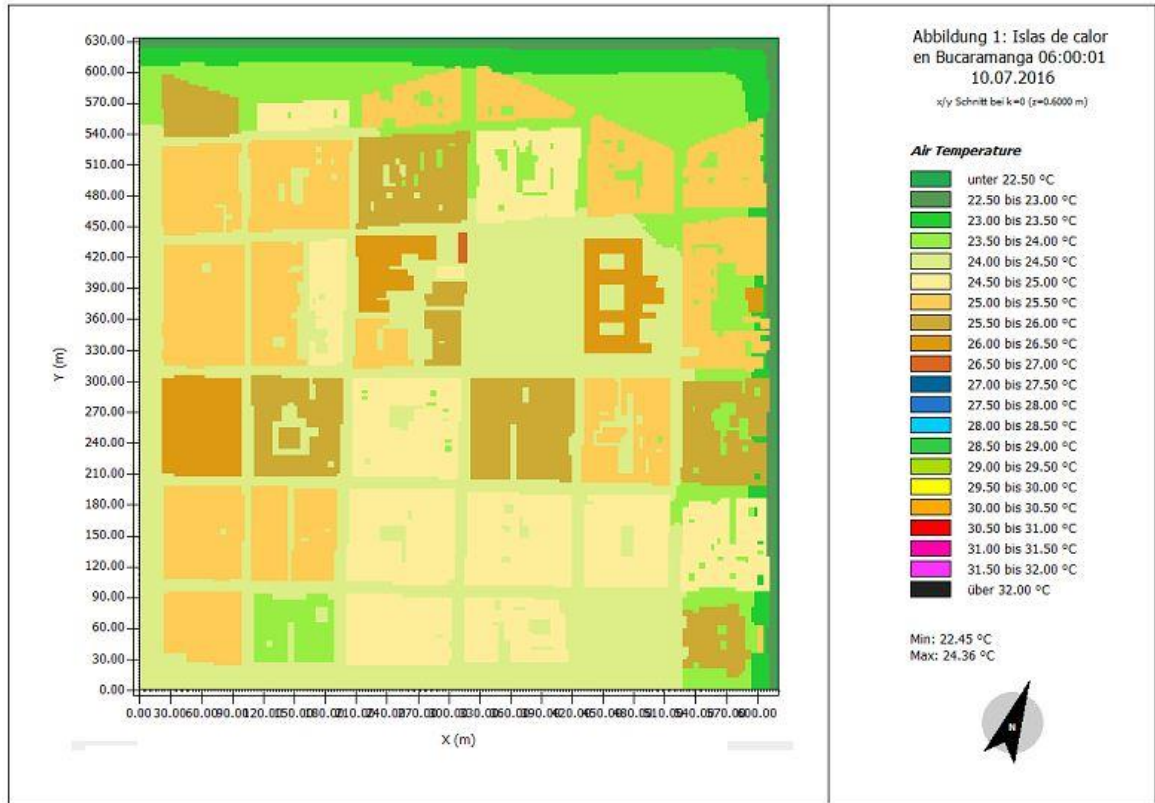 Abbildung 1: Islas de calor
en Bucaramanga 06:00:01
10.07.2016
x/y Schnitt bei k=0 (z=0.6000 m)
Air Temperature
unter 22.50 °C
22.50 bis 23.00 °C
23.00 bis 23.50 °C
23.50 bis 24.00 °C
24.00 bis 24.50 °C
24.50 bis 25.00 °C
25.00 bis 25.50 °C
25.50 bis 26.00 °C
26.00 bis 26.50 °C
26.50 bis 27.00 °C
27.00 bis 27.50 °C
27.50 bis 28.00 °C
28.00 bis 28.50 °C
28.50 bis 29.00 °C
29.00 bis 29.50 °C
29.50 bis 30.00 °C
30.00 bis 30.50 °C
30.50 bis 31.00 °C
31.00 bis 31.50 °C
31.50 bis 32.00 °C
über 32.00 °C
Min: 22.45 °C
Max: 24.36 °C
N
630.00
600.00
570.00
540.00
510.00
480.00
450.00
420.00
390.00
360.00
330.00
300.00
270.00
240.00
210.00
180.00
150.00
120.00
90.00
60.00
30.00
0.00
Y (m)
0.00 30.00 60.00 90.00
X (m)